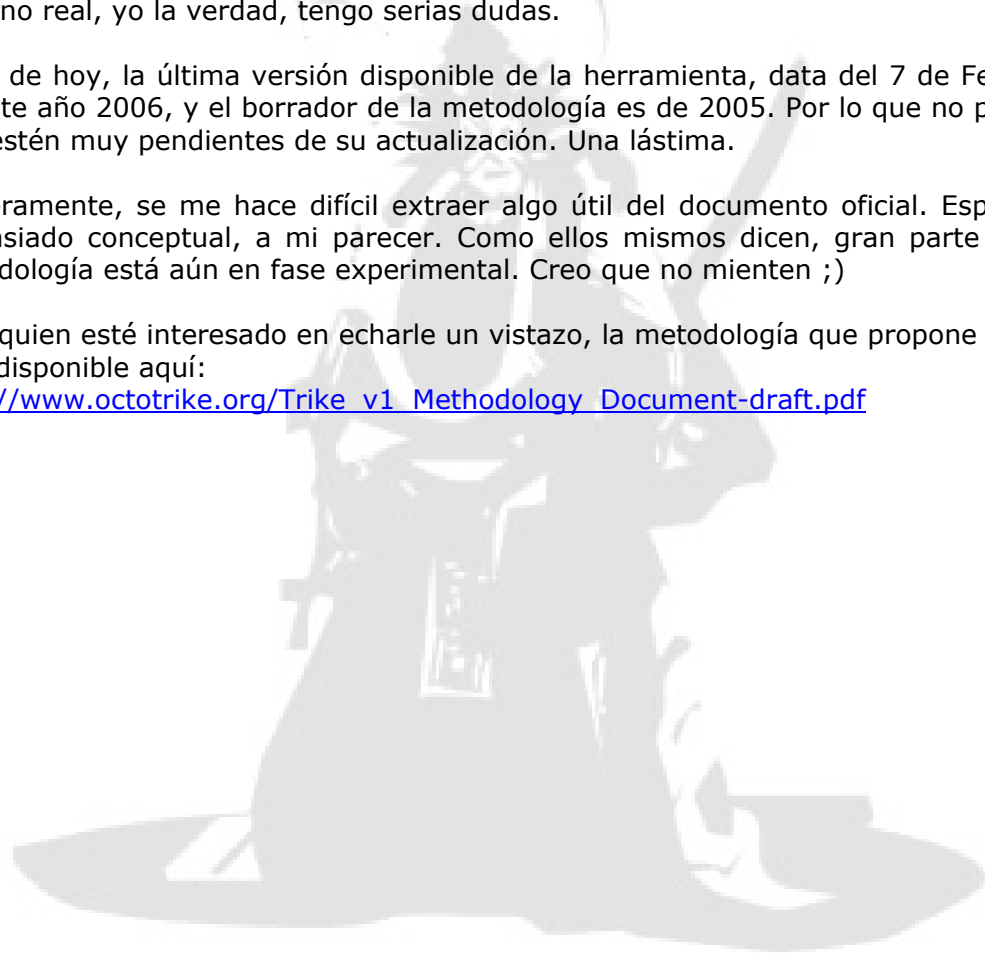 no real, yo la verdad, tengo serias dudas.
de hoy, la última versión disponible de la herramienta, data del 7 de Fe
te año 2006, y el borrador de la metodología es de 2005. Por lo que no p
estén muy pendientes de su actualización. Una lástima.
ramente, se me hace difícil extraer algo útil del documento oficial. Esp
siado conceptual, a mi parecer. Como ellos mismos dicen, gran parte
dología está aún en fase experimental. Creo que no mienten ;)
quien esté interesado en echarle un vistazo, la metodología que propone
disponible aquí:
//www.octotrike.org/Trike_v1_Methodology_Document-draft.pdf